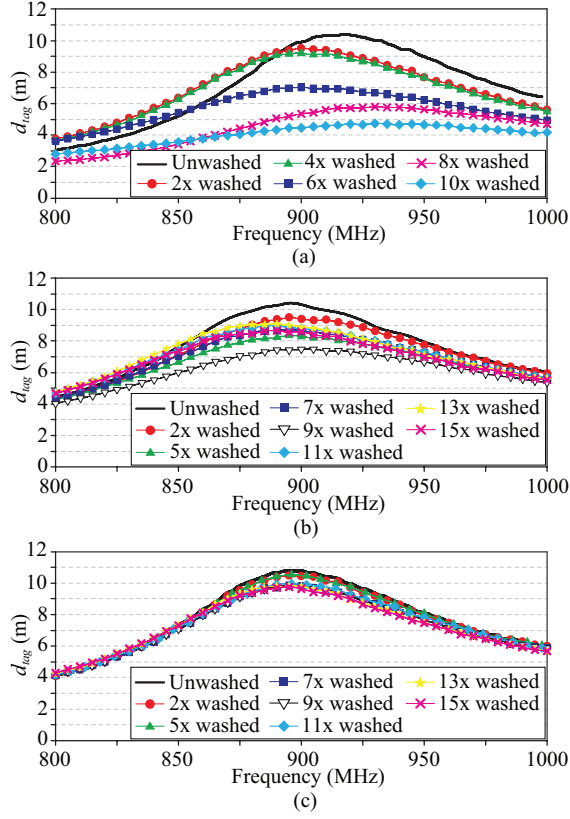 (a)
12
10
8
6
4
2
0
d_tag (m)
Unwashed
2x washed
4x washed
6x washed
8x washed
10x washed
800 850 900 950 1000
Frequency (MHz)
(a)
12
10
8
6
4
2
0
d_tag (m)
Unwashed
2x washed
5x washed
7x washed
9x washed
11x washed
13x washed
15x washed
800 850 900 950 1000
Frequency (MHz)
(b)
12
10
8
6
4
2
0
d_tag (m)
Unwashed
2x washed
5x washed
7x washed
9x washed
11x washed
13x washed
15x washed
800 850 900 950 1000
Frequency (MHz)
(c)